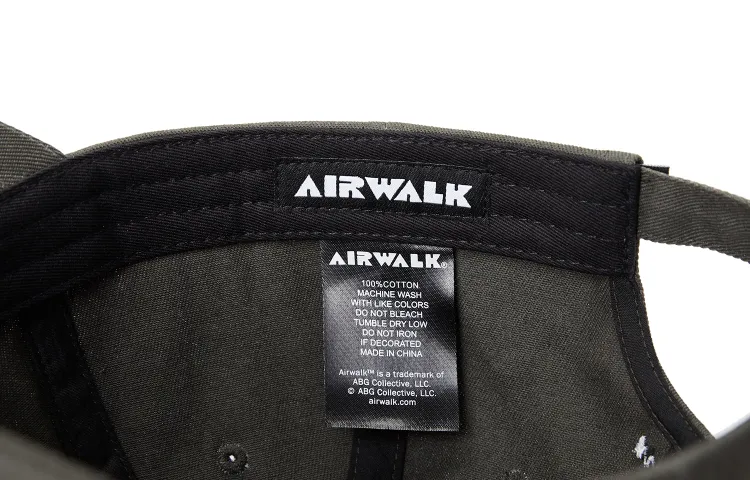 AIRWALK
AIRWALK®
100%COTTON
MACHINE WASH
WITH LIKE COLORS
DO NOT BLEACH
TUMBLE DRY LOW
DO NOT IRON
IF DECORATED
MADE IN CHINA
Airwalk™ is a trademark of
ABG Collective, LLC.
© ABG Collective, LLC.
airwalk.com